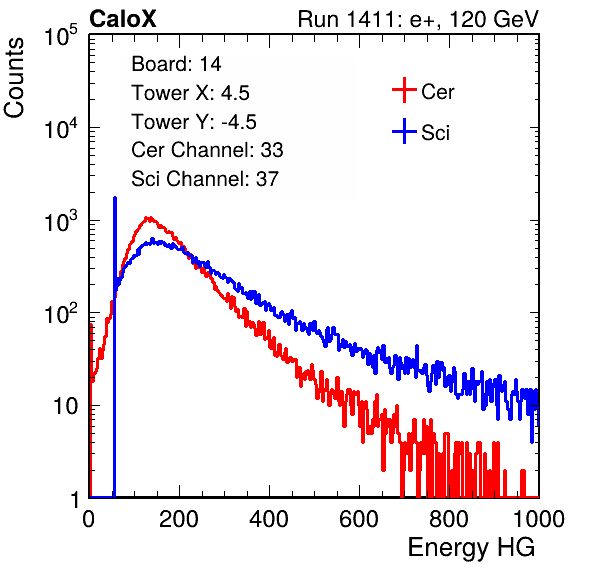 CaloX Run 1411: e+, 120 GeV
Counts
10^5
10^4
10^3
10^2
10
1
Board: 14
Tower X: 4.5
Tower Y: -4.5
Cer Channel: 33
Sci Channel: 37
Cer
Sci
0 200 400 600 800 1000
Energy HG